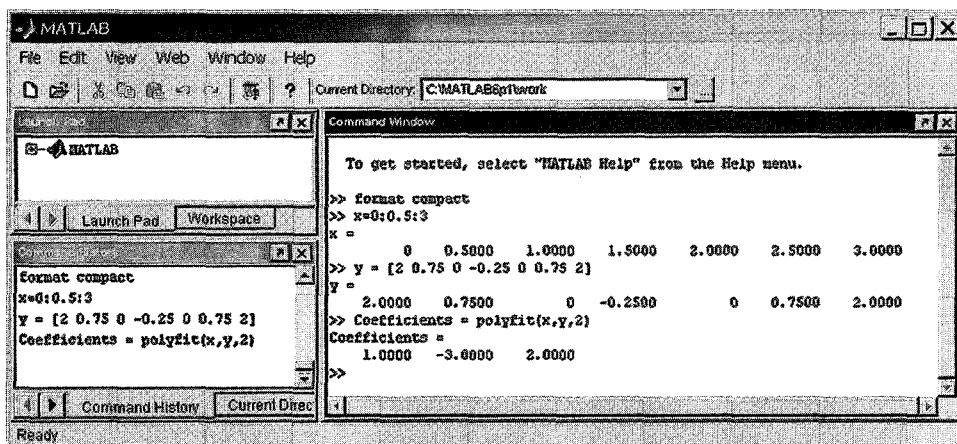 MATLAB
File Edit View Web Window Help
? Current Directory: C:\MATLAB6p1\work ...
Launch Pad
MATLAB
Launch Pad Workspace
Command History
format compact
x=0:0.5:3
y = [2 0.75 0 -0.25 0 0.75 2]
Coefficients = polyfit(x,y,2)
Command History Current Direc
Command Window
To get started, select "MATLAB Help" from the Help menu.
>> format compact
>> x=0:0.5:3
x =
0 0.5000 1.0000 1.5000 2.0000 2.5000 3.0000
>> y = [2 0.75 0 -0.25 0 0.75 2]
y =
2.0000 0.7500 0 -0.2500 0 0.7500 2.0000
>> Coefficients = polyfit(x,y,2)
Coefficients =
1.0000 -3.0000 2.0000
>>
Ready